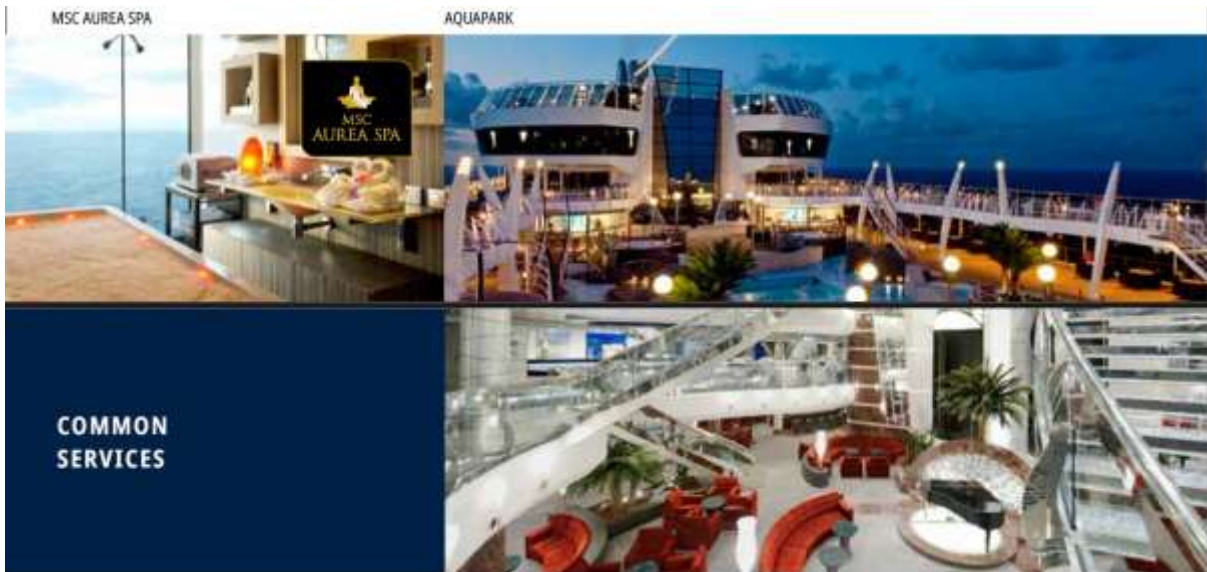 MSC AUREA SPA
AQUAPARK
MSC
AUREA SPA
COMMON
SERVICES